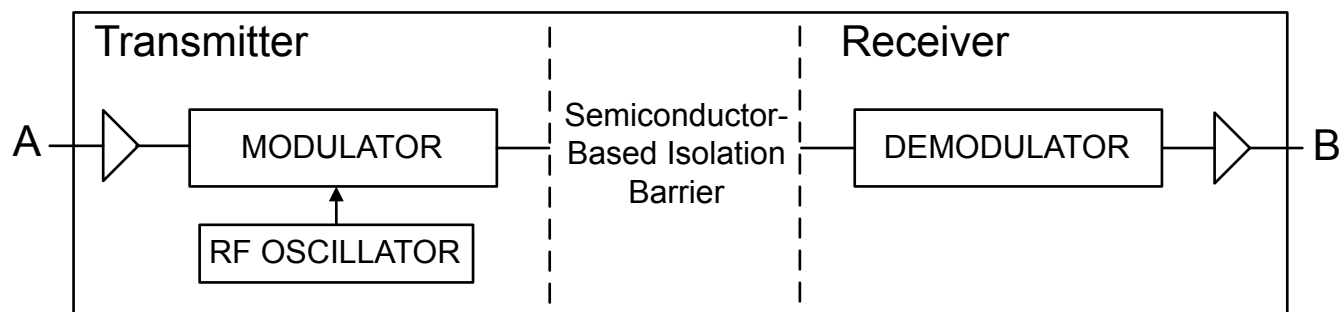 Transmitter
Receiver
A
MODULATOR
RF OSCILLATOR
Semiconductor-
Based Isolation
Barrier
DEMODULATOR
B